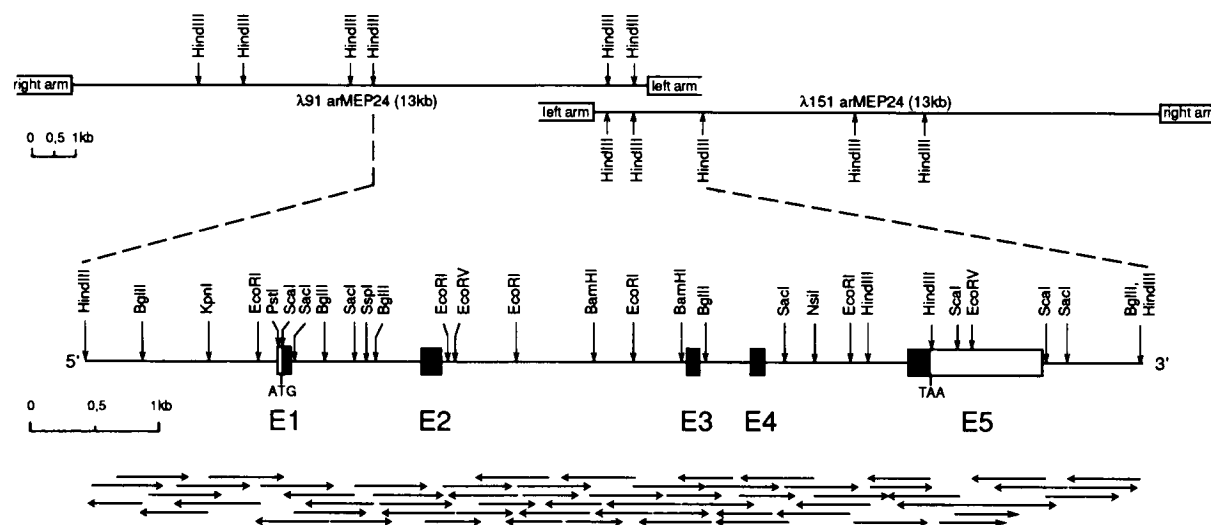 HindIII HindIII HindIII HindIII HindIII HindIII
right arm left arm
λ91 arMEP24 (13kb) λ151 arMEP24 (13kb)
left arm right arm
0 0,5 1kb
HindIII HindIII HindIII HindIII HindIII
HindIII BglII KpnI EcoRI PstI ScaI SacI BglII SacI SspI BglII EcoRI EcoRV EcoRI BamHI EcoRI BamHI BglII SacI NsiI EcoRI HindIII HindIII ScaI EcoRV ScaI SacI BglII, HindIII
5' 3'
ATG TAA
0 0,5 1kb
E1 E2 E3 E4 E5